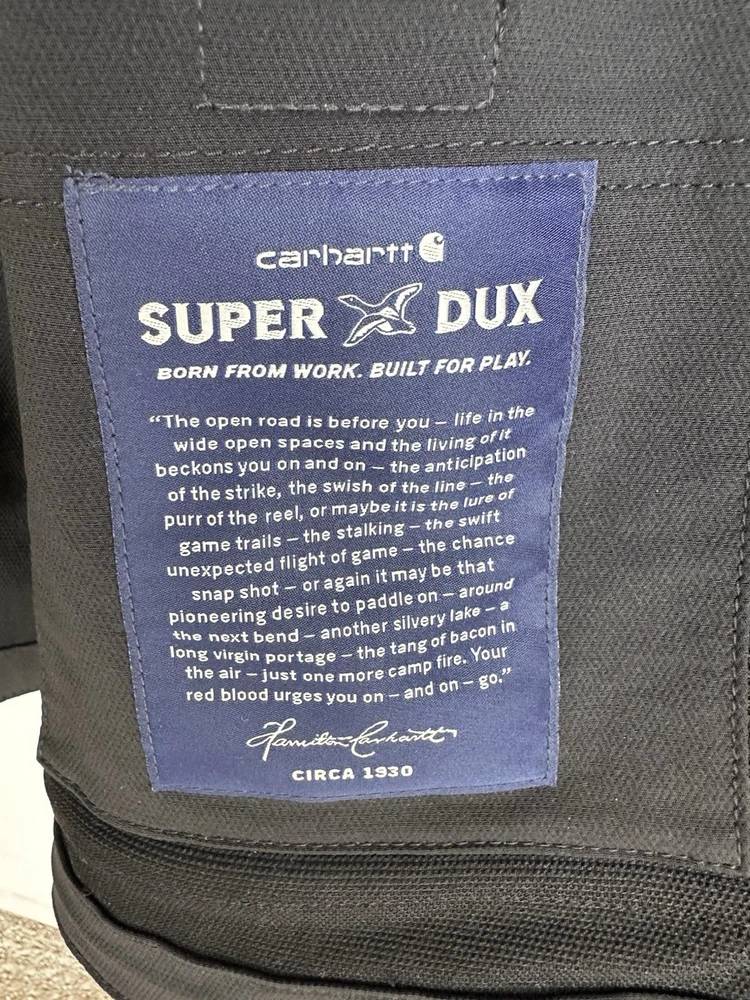 carhartt
SUPER DUX
BORN FROM WORK. BUILT FOR PLAY.
“The open road is before you – life in the
wide open spaces and the living of it
beckons you on and on – the anticipation
of the strike, the swish of the line – the
purr of the reel, or maybe it is the lure of
game trails – the stalking – the swift
unexpected flight of game – the chance
snap shot – or again it may be that
pioneering desire to paddle on – around
the next bend – another silvery lake – a
long virgin portage – the tang of bacon in
the air – just one more camp fire. Your
red blood urges you on – and on – go.”
Hamilton Carhartt
CIRCA 1930